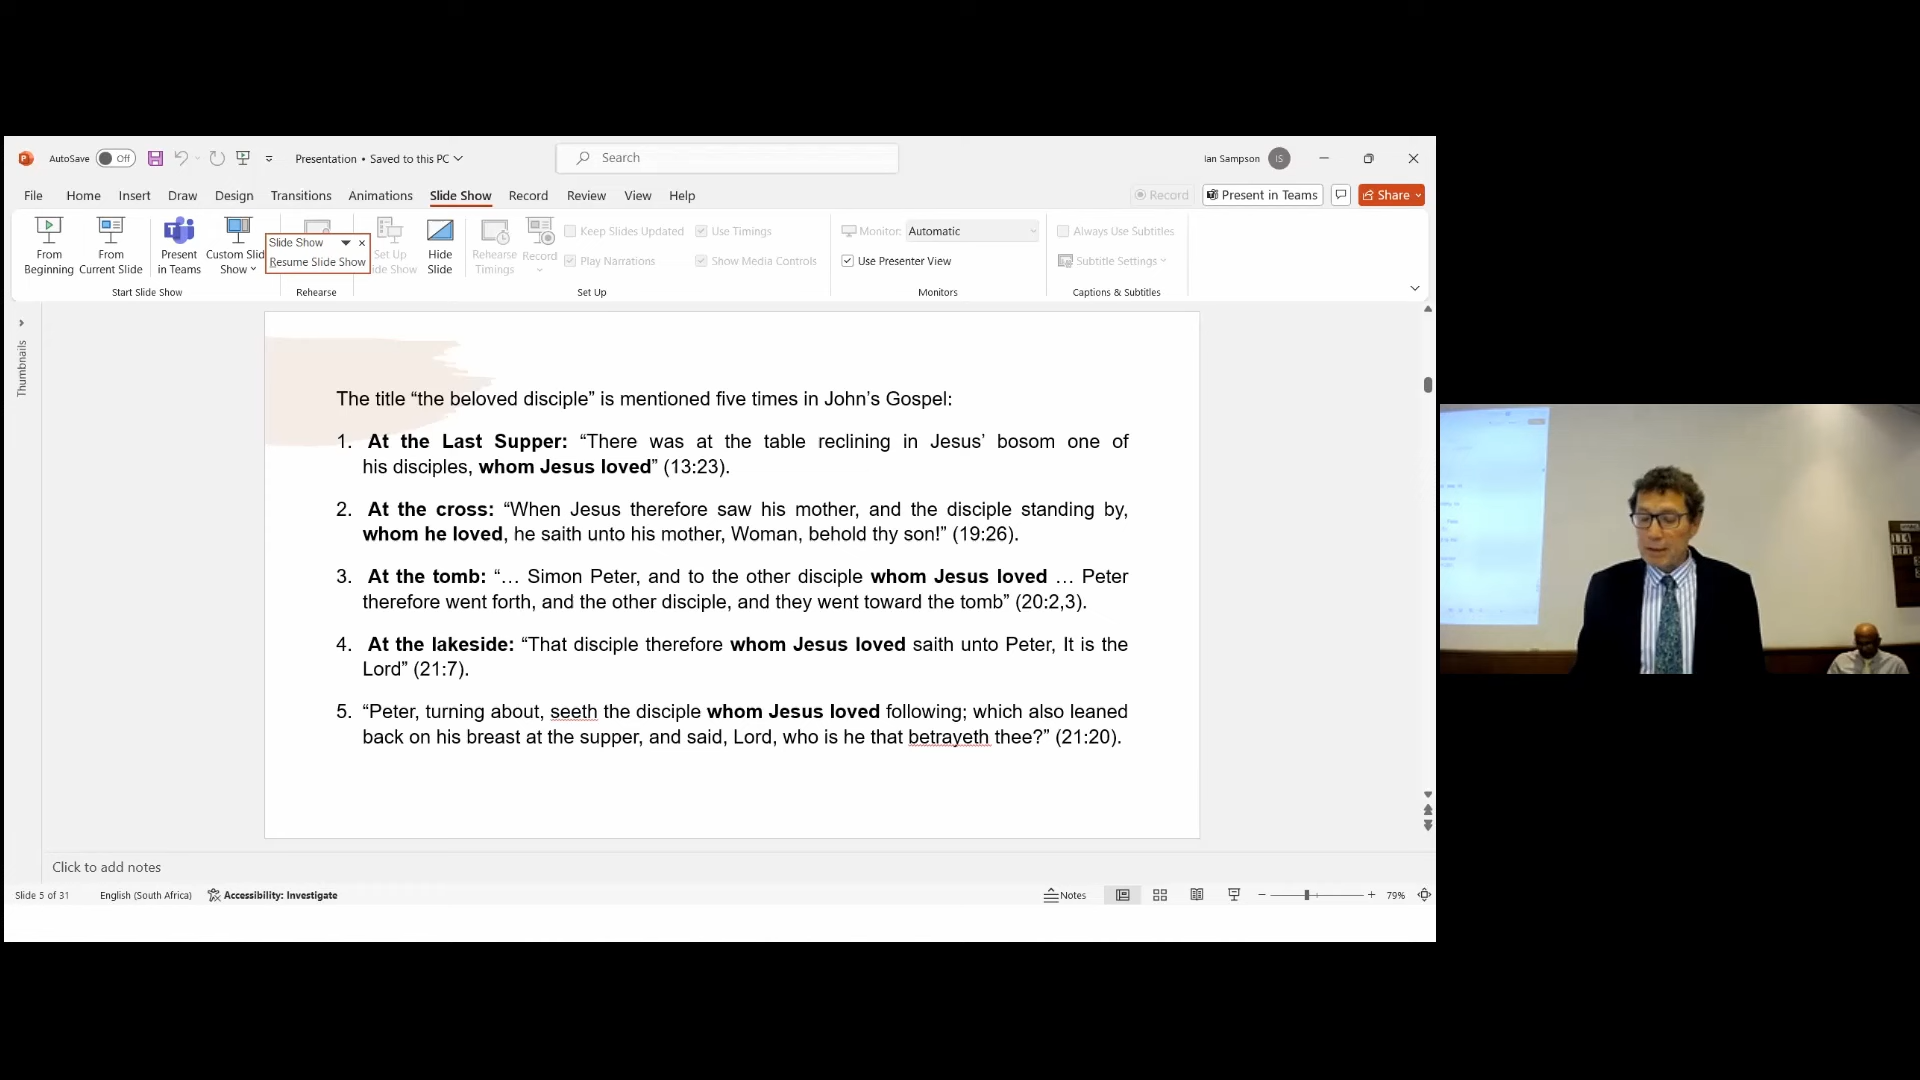 AutoSave Off
Presentation • Saved to this PC
Search
Ian Sampson IS
File Home Insert Draw Design Transitions Animations Slide Show Record Review View Help
Record Present in Teams Share
From Beginning
From Current Slide
Present in Teams
Custom Slid Show
Slide Show
Resume Slide Show
Set Up ide Show
Hide Slide
Rehearse Timings
Record
Keep Slides Updated
Use Timings
Play Narrations
Show Media Controls
Monitor: Automatic
Use Presenter View
Always Use Subtitles
Subtitle Settings
Start Slide Show Rehearse Set Up Monitors Captions & Subtitles
Thumbnails
The title “the beloved disciple” is mentioned five times in John’s Gospel:
1. At the Last Supper: “There was at the table reclining in Jesus’ bosom one of
his disciples, whom Jesus loved” (13:23).
2. At the cross: “When Jesus therefore saw his mother, and the disciple standing by,
whom he loved, he saith unto his mother, Woman, behold thy son!” (19:26).
3. At the tomb: “… Simon Peter, and to the other disciple whom Jesus loved … Peter
therefore went forth, and the other disciple, and they went toward the tomb” (20:2,3).
4. At the lakeside: “That disciple therefore whom Jesus loved saith unto Peter, It is the
Lord” (21:7).
5. “Peter, turning about, seeth the disciple whom Jesus loved following; which also leaned
back on his breast at the supper, and said, Lord, who is he that betrayeth thee?” (21:20).
Click to add notes
Slide 5 of 31 English (South Africa) Accessibility: Investigate Notes 79%